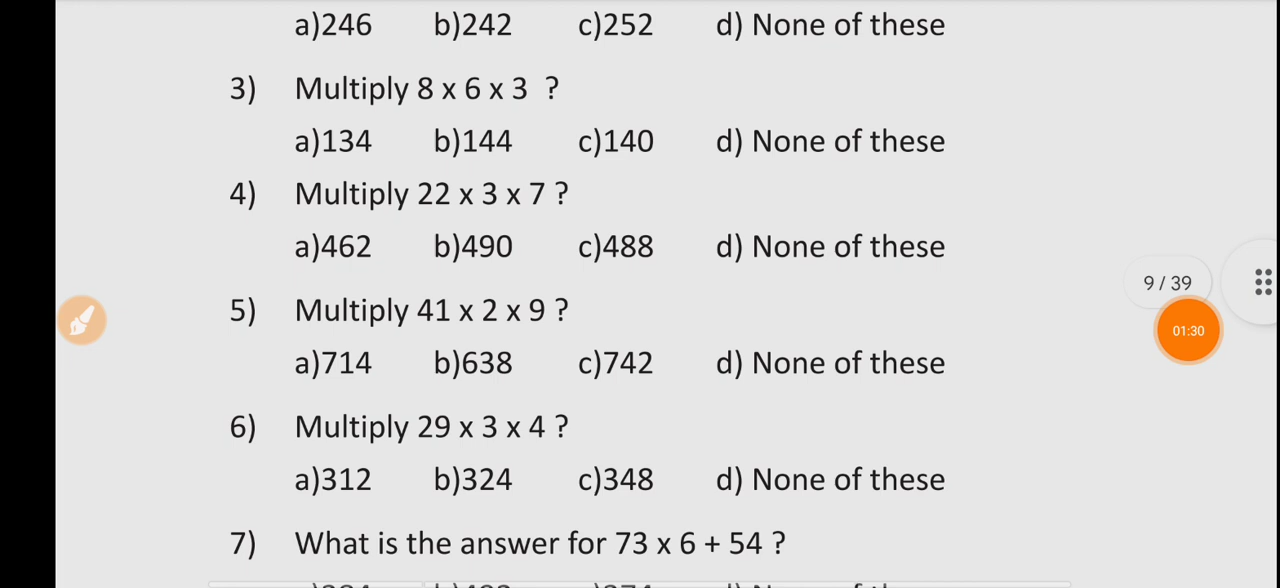 a)246 b)242 c)252 d) None of these
3) Multiply 8 x 6 x 3 ?
a)134 b)144 c)140 d) None of these
4) Multiply 22 x 3 x 7 ?
a)462 b)490 c)488 d) None of these
9 / 39
5) Multiply 41 x 2 x 9 ?
01:30
a)714 b)638 c)742 d) None of these
6) Multiply 29 x 3 x 4 ?
a)312 b)324 c)348 d) None of these
7) What is the answer for 73 x 6 + 54 ?